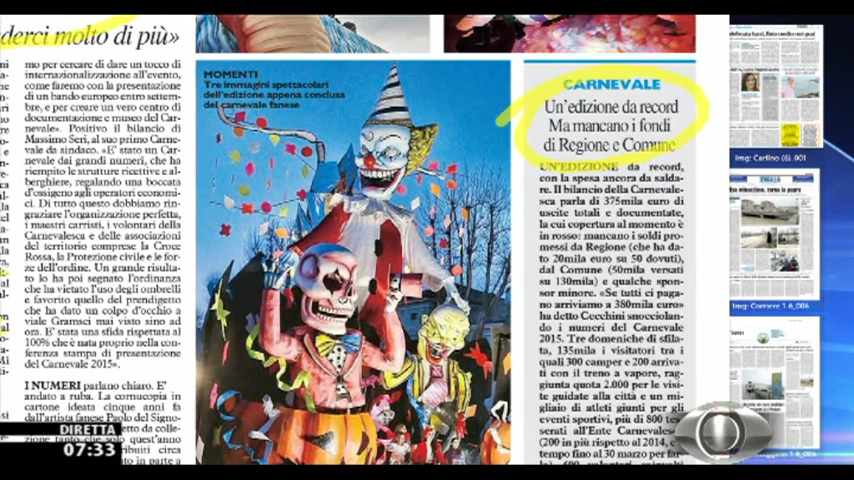 derci molto di più»
mo per cercare di dare un tocco di
internazionalizzazione all'evento,
come faremo con la presentazione
di un bando europeo entro settem-
bre, e per creare un vero centro di
documentazione e museo del Car-
nevale». Positivo il bilancio di
Massimo Seri, al suo primo Carne-
vale da sindaco. «E' stato un Car-
nevale dai grandi numeri, che ha
riempito le strutture ricettive e al-
berghiere, regalando una boccata
d'ossigeno agli operatori economi-
ci. Di tutto questo dobbiamo rin-
graziare l'organizzazione perfetta,
i maestri carristi, i volontari della
Carnevalesca e delle associazioni
del territorio comprese la Croce
Rossa, la Protezione civile e le for-
ze dell'ordine. Un grande risulta-
to lo ha poi segnato l'ordinanza
che ha vietato l'uso degli ombrelli
e favorito quello del prendigetto
che ha dato un colpo d'occhio a
viale Gramsci mai visto sino ad
ora. E' stata una sfida rispettata al
100% che è nata proprio nella con-
ferenza stampa di presentazione
del Carnevale 2015».
I NUMERI parlano chiaro. E'
andato a ruba. La cornucopia in
cartone ideata cinque anni fa
dall'artista fanese Paolo del Signo-
etto da colle-
zione tanto che solo quest'anno
ribuiti circa
to in parte a
MOMENTI
Tre immagini spettacolari
dell'edizione appena conclusa
del carnevale fanese
CARNEVALE
Un'edizione da record
Ma mancano i fondi
di Regione e Comune
UN'EDIZIONE da record,
con la spesa ancora da salda-
re. Il bilancio della Carnevale-
sca parla di 375mila euro di
uscite totali e documentate,
la cui copertura al momento è
in rosso: mancano i soldi pro-
messi da Regione (che ha da-
to 20mila euro su 50 dovuti),
dal Comune (50mila versati
su 130mila) e qualche spon-
sor minore. «Se tutti ci paga-
no arriviamo a 380mila euro»
ha detto Cecchini snocciolan-
do i numeri del Carnevale
2015. Tre domeniche di sfila-
ta, 135mila i visitatori tra i
quali 300 camper e 200 arriva-
ti con il treno a vapore, rag-
giunta quota 2.000 per le visi-
te guidate alla città e un mi-
gliaio di atleti giunti per gli
eventi sportivi, più di 800 tes-
serati all'Ente Carnevales
(200 in più rispetto al 2014, e
tempo fino al 30 marzo per far-
Img: Carlino (6) .001
Img: Corriere 1 6_006
6_006
DIRETTA
07:33